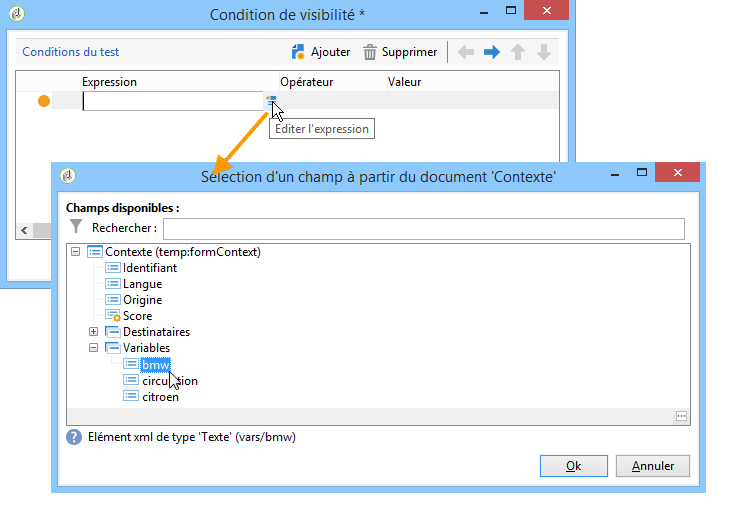 Condition de visibilité *
Conditions du test
Ajouter
Supprimer
Expression
Opérateur
Valeur
Editer l'expression
Sélection d'un champ à partir du document 'Contexte'
Champs disponibles :
Rechercher :
Contexte (temp:formContext)
Identifiant
Langue
Origine
Score
Destinataires
Variables
bmw
circulation
citroen
Elément xml de type 'Texte' (vars/bmw)
Ok
Annuler